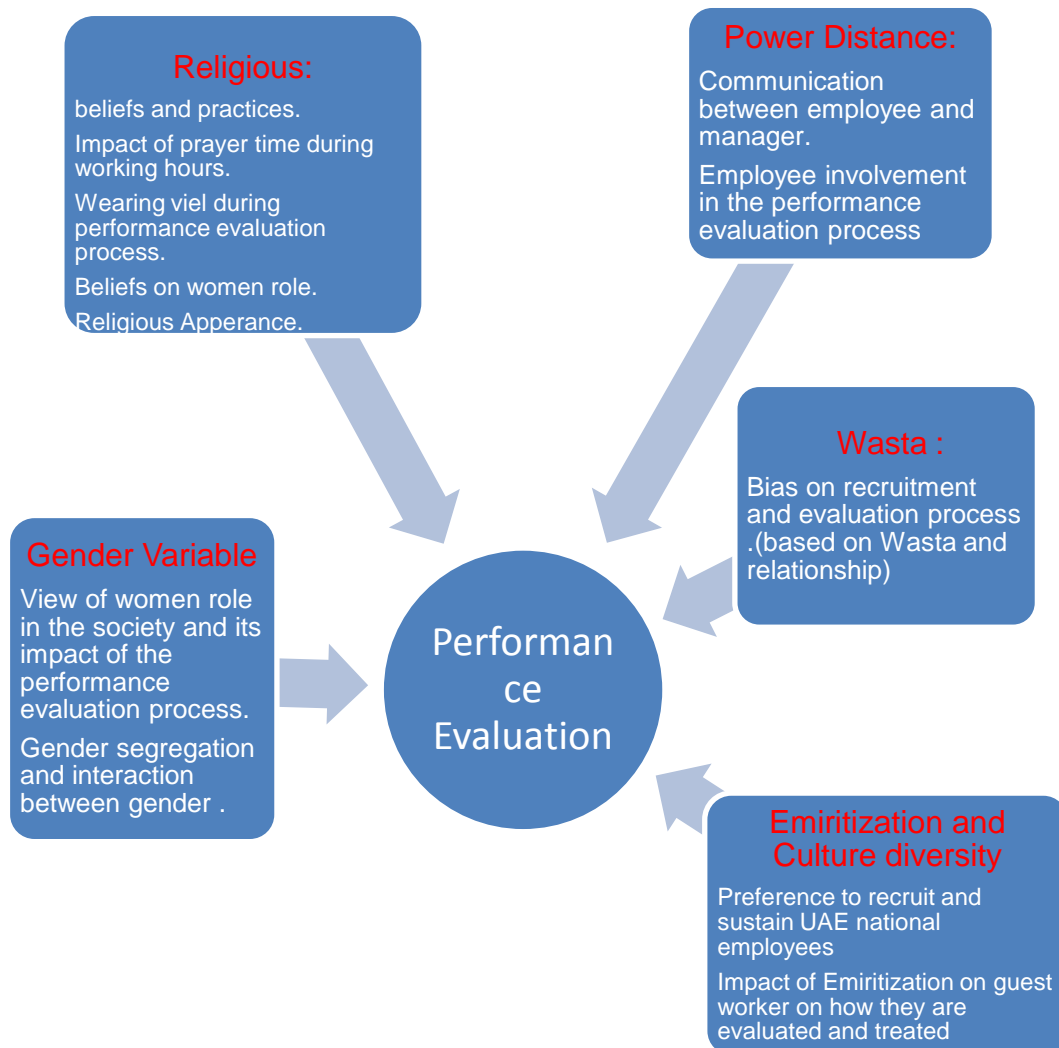 Religious:
beliefs and practices.
Impact of prayer time during
working hours.
Wearing viel during
performance evaluation
process.
Beliefs on women role.
Religious Apperance.
Power Distance:
Communication
between employee and
manager.
Employee involvement
in the performance
evaluation process
Wasta :
Bias on recruitment
and evaluation process
.(based on Wasta and
relationship)
Gender Variable
View of women role
in the society and its
impact of the
performance
evaluation process.
Gender segregation
and interaction
between gender .
Performan
ce
Evaluation
Emiritization and
Culture diversity
Preference to recruit and
sustain UAE national
employees
Impact of Emiritization on guest
worker on how they are
evaluated and treated